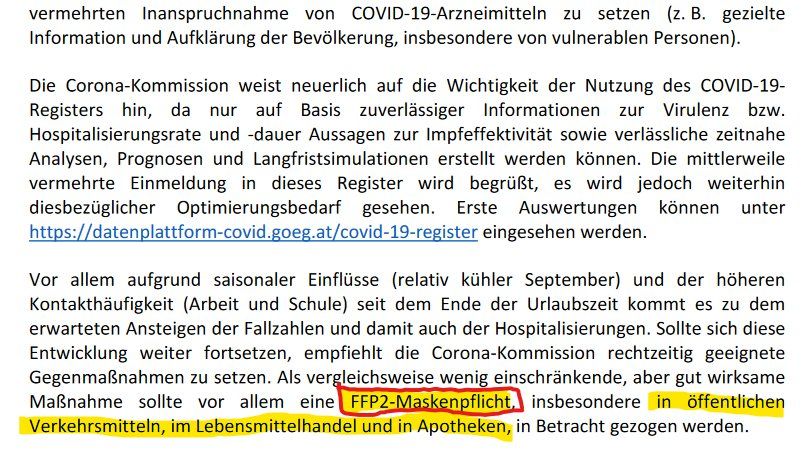 vermehrten Inanspruchnahme von COVID-19-Arzneimitteln zu setzen (z. B. gezielte
Information und Aufklärung der Bevölkerung, insbesondere von vulnerablen Personen).
Die Corona-Kommission weist neuerlich auf die Wichtigkeit der Nutzung des COVID-19-
Registers hin, da nur auf Basis zuverlässiger Informationen zur Virulenz bzw.
Hospitalisierungsrate und -dauer Aussagen zur Impfeffektivität sowie verlässliche zeitnahe
Analysen, Prognosen und Langfristsimulationen erstellt werden können. Die mittlerweile
vermehrte Einmeldung in dieses Register wird begrüßt, es wird jedoch weiterhin
diesbezüglicher Optimierungsbedarf gesehen. Erste Auswertungen können unter
https://datenplattform-covid.goeg.at/covid-19-register eingesehen werden.
Vor allem aufgrund saisonaler Einflüsse (relativ kühler September) und der höheren
Kontakthäufigkeit (Arbeit und Schule) seit dem Ende der Urlaubszeit kommt es zu dem
erwarteten Ansteigen der Fallzahlen und damit auch der Hospitalisierungen. Sollte sich diese
Entwicklung weiter fortsetzen, empfiehlt die Corona-Kommission rechtzeitig geeignete
Gegenmaßnahmen zu setzen. Als vergleichsweise wenig einschränkende, aber gut wirksame
Maßnahme sollte vor allem eine FFP2-Maskenpflicht, insbesondere in öffentlichen
Verkehrsmitteln, im Lebensmittelhandel und in Apotheken, in Betracht gezogen werden.